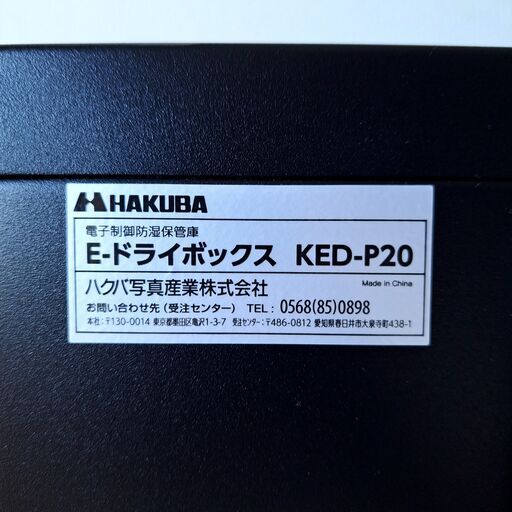 HAKUBA
電子制御防湿保管庫
E-ドライボックス KED-P20
ハクバ写真産業株式会社 Made in China
お問い合わせ先(受注センター) TEL:0568(85)0898
本社:〒130-0014 東京都墨田区亀沢1-3-7 受注センター:〒486-0812 愛知県春日井市大泉寺町438-1